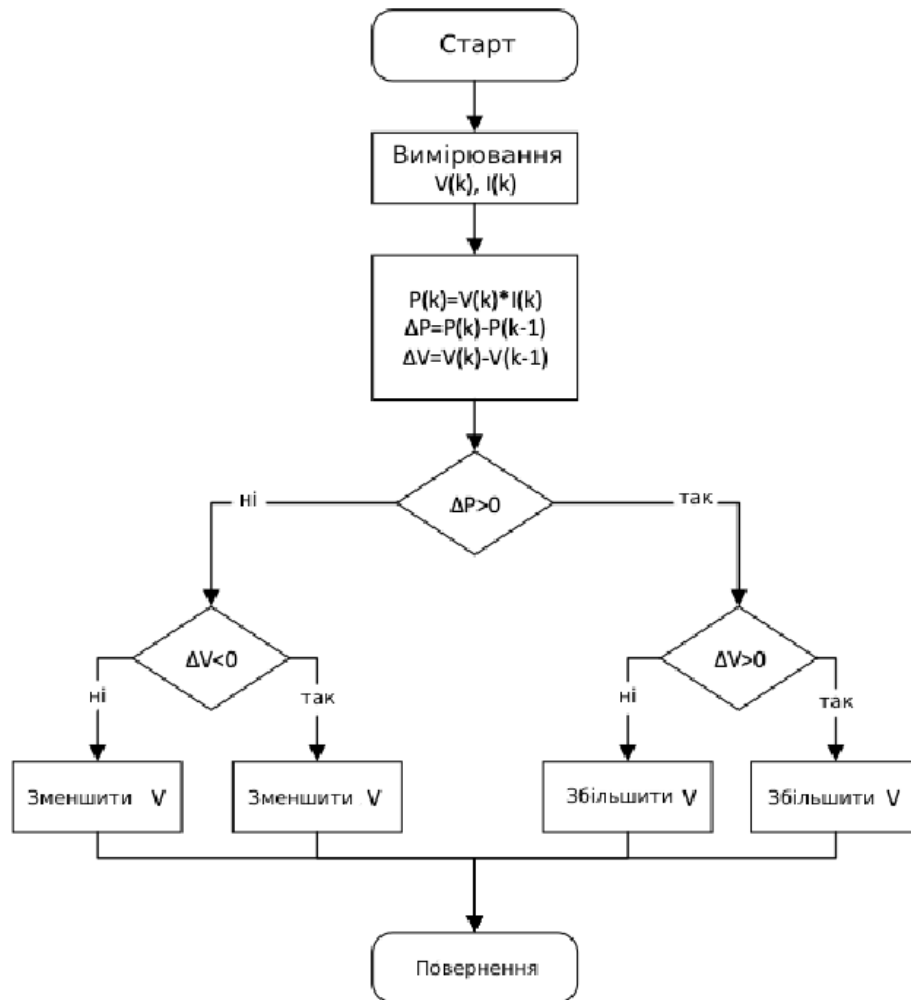 Старт
Вимірювання
V(k), I(k)
P(k)=V(k)*I(k)
ΔP=P(k)-P(k-1)
ΔV=V(k)-V(k-1)
ні
ΔP>0
так
ΔV<0
ΔV>0
ні
так
ні
так
Зменшити V
Зменшити V
Збільшити V
Збільшити V
Повернення